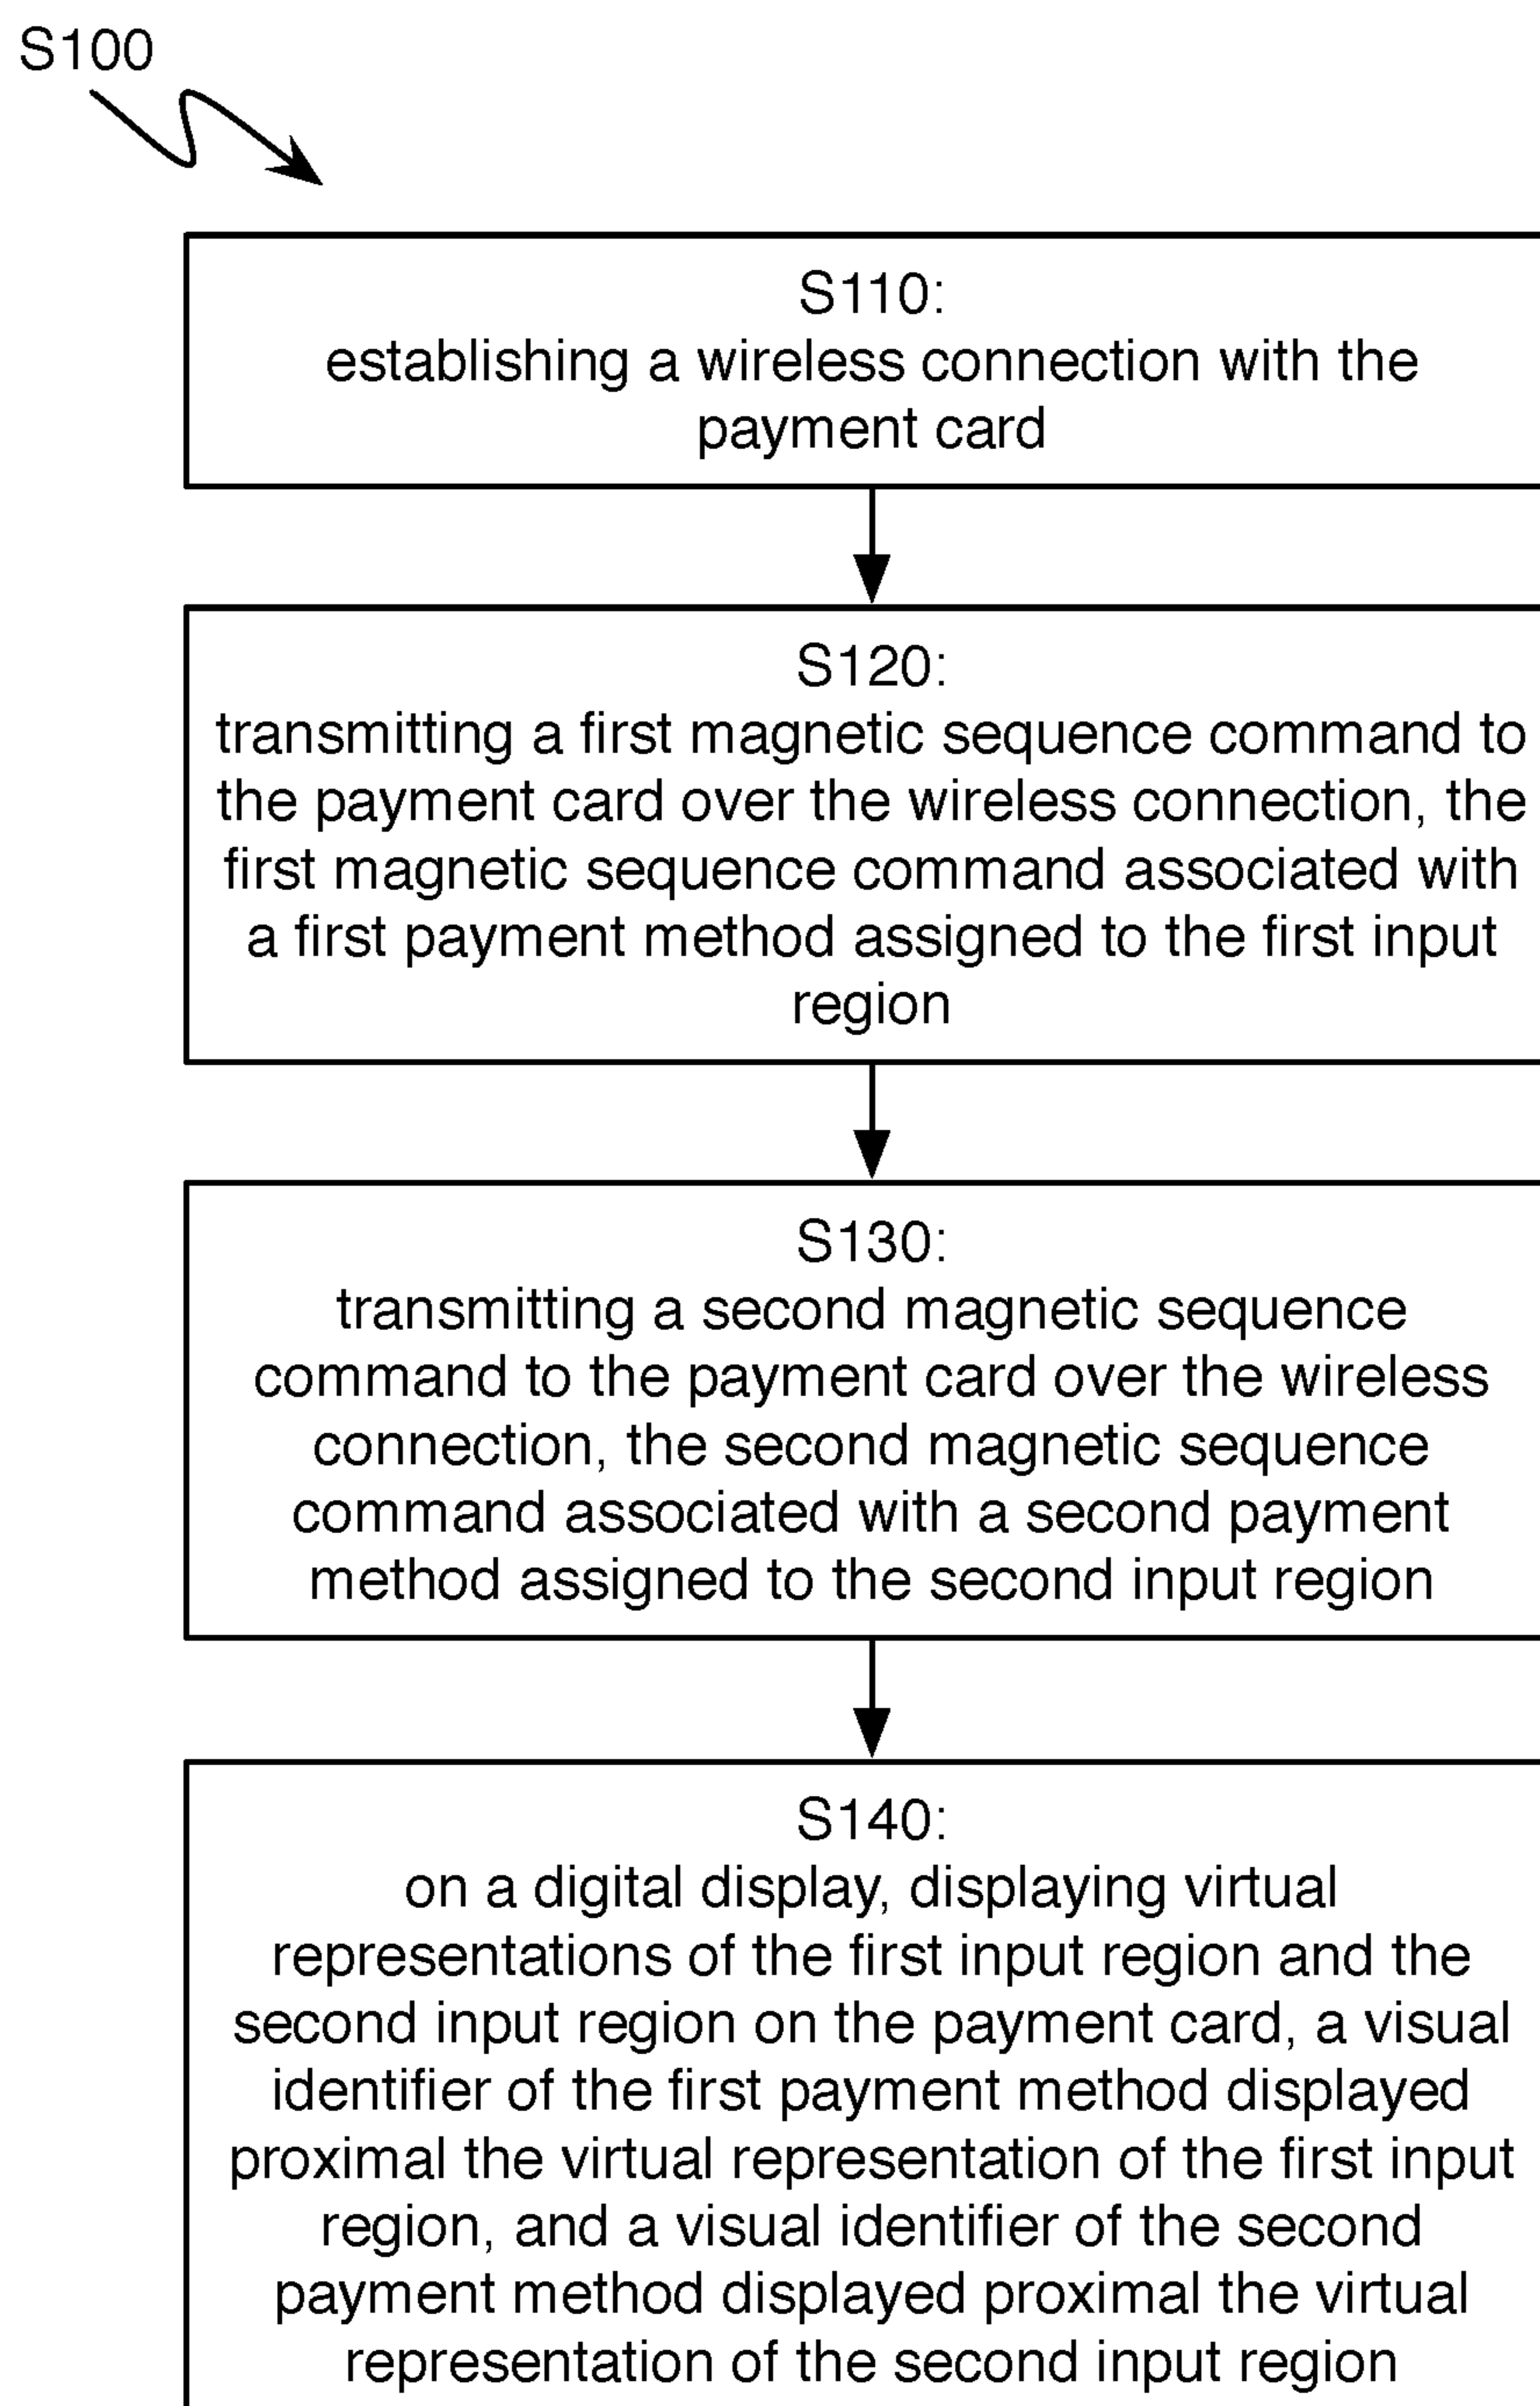 S100
S110:
establishing a wireless connection with the
payment card
S120:
transmitting a first magnetic sequence command to
the payment card over the wireless connection, the
first magnetic sequence command associated with
a first payment method assigned to the first input
region
S130:
transmitting a second magnetic sequence
command to the payment card over the wireless
connection, the second magnetic sequence
command associated with a second payment
method assigned to the second input region
S140:
on a digital display, displaying virtual
representations of the first input region and the
second input region on the payment card, a visual
identifier of the first payment method displayed
proximal the virtual representation of the first input
region, and a visual identifier of the second
payment method displayed proximal the virtual
representation of the second input region